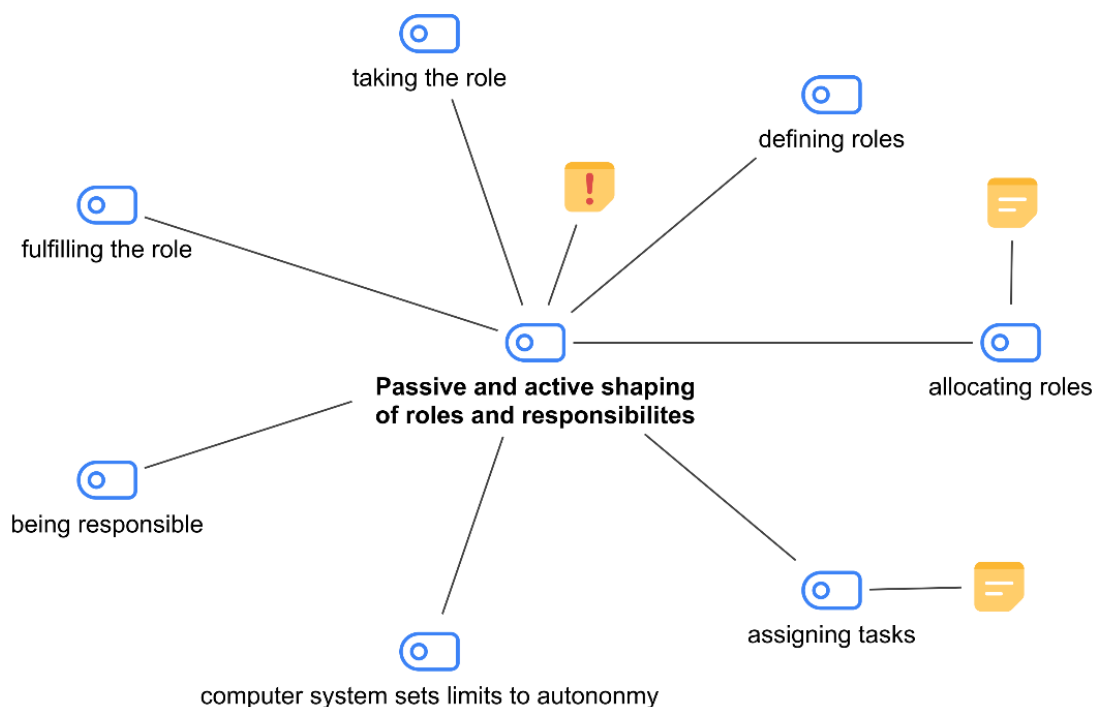 taking the role
defining roles
fulfilling the role
Passive and active shaping
of roles and responsibilites
allocating roles
being responsible
assigning tasks
computer system sets limits to autononmy